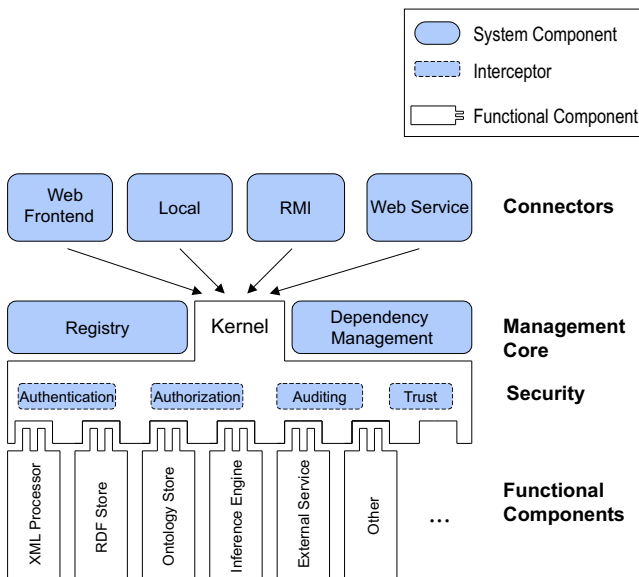 System Component
Interceptor
Functional Component
Web
Frontend
Local
RMI
Web Service
Connectors
Registry
Kernel
Dependency
Management
Management
Core
Authentication
Authorization
Auditing
Trust
Security
XML Processor
RDF Store
Ontology Store
Inference Engine
External Service
Other
...
Functional
Components